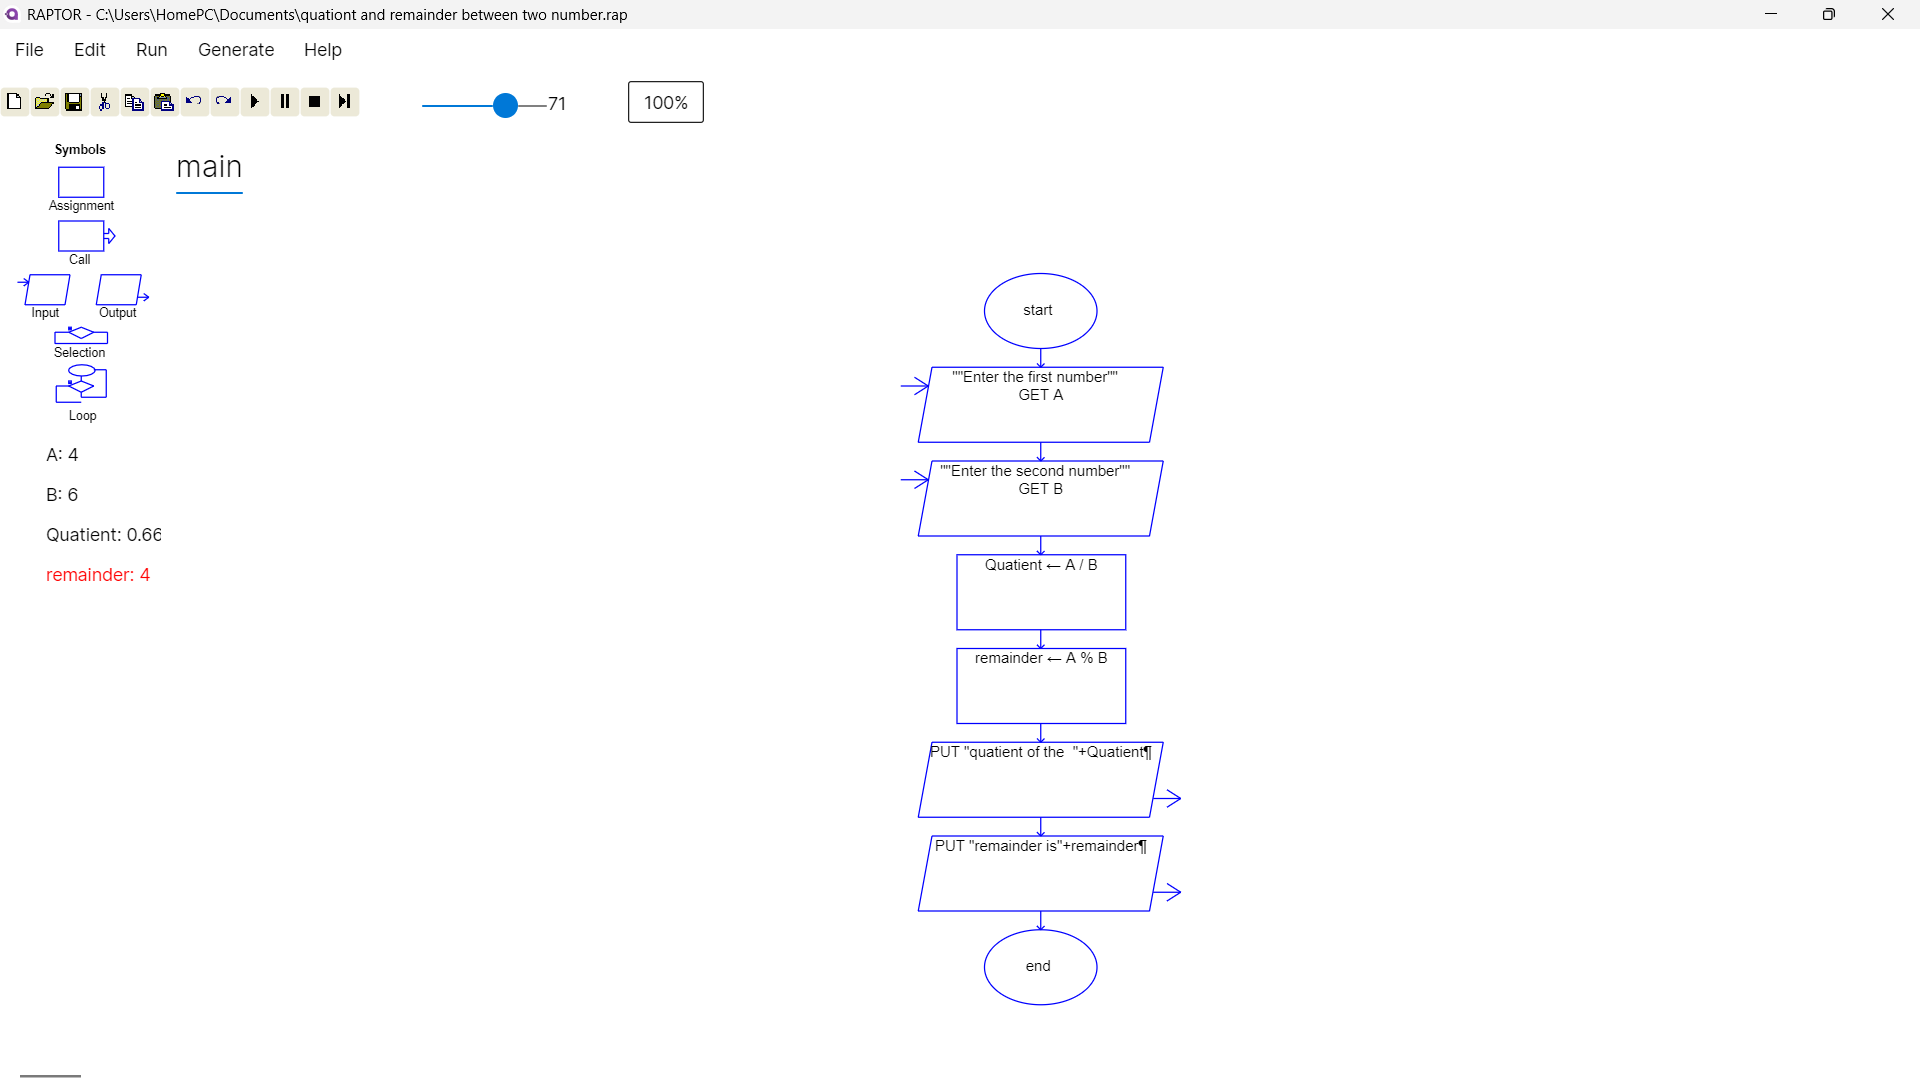 RAPTOR - C:\Users\HomePC\Documents\quationt and remainder between two number.rap
File Edit Run Generate Help
71
100%
Symbols
Assignment
Call
Input Output
Selection
Loop
A: 4
B: 6
Quatient: 0.66
remainder: 4
main
start
""Enter the first number""
GET A
""Enter the second number""
GET B
Quatient ← A / B
remainder ← A % B
PUT "quatient of the  "+Quatient¶
PUT "remainder is"+remainder¶
end